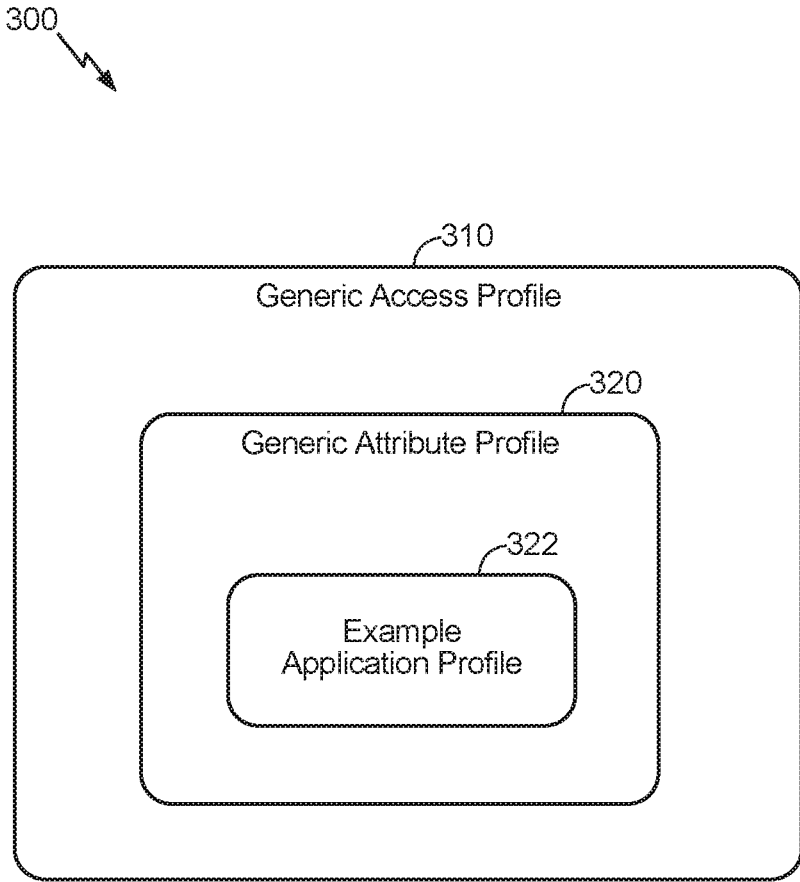 300
310
Generic Access Profile
320
Generic Attribute Profile
322
Example
Application Profile